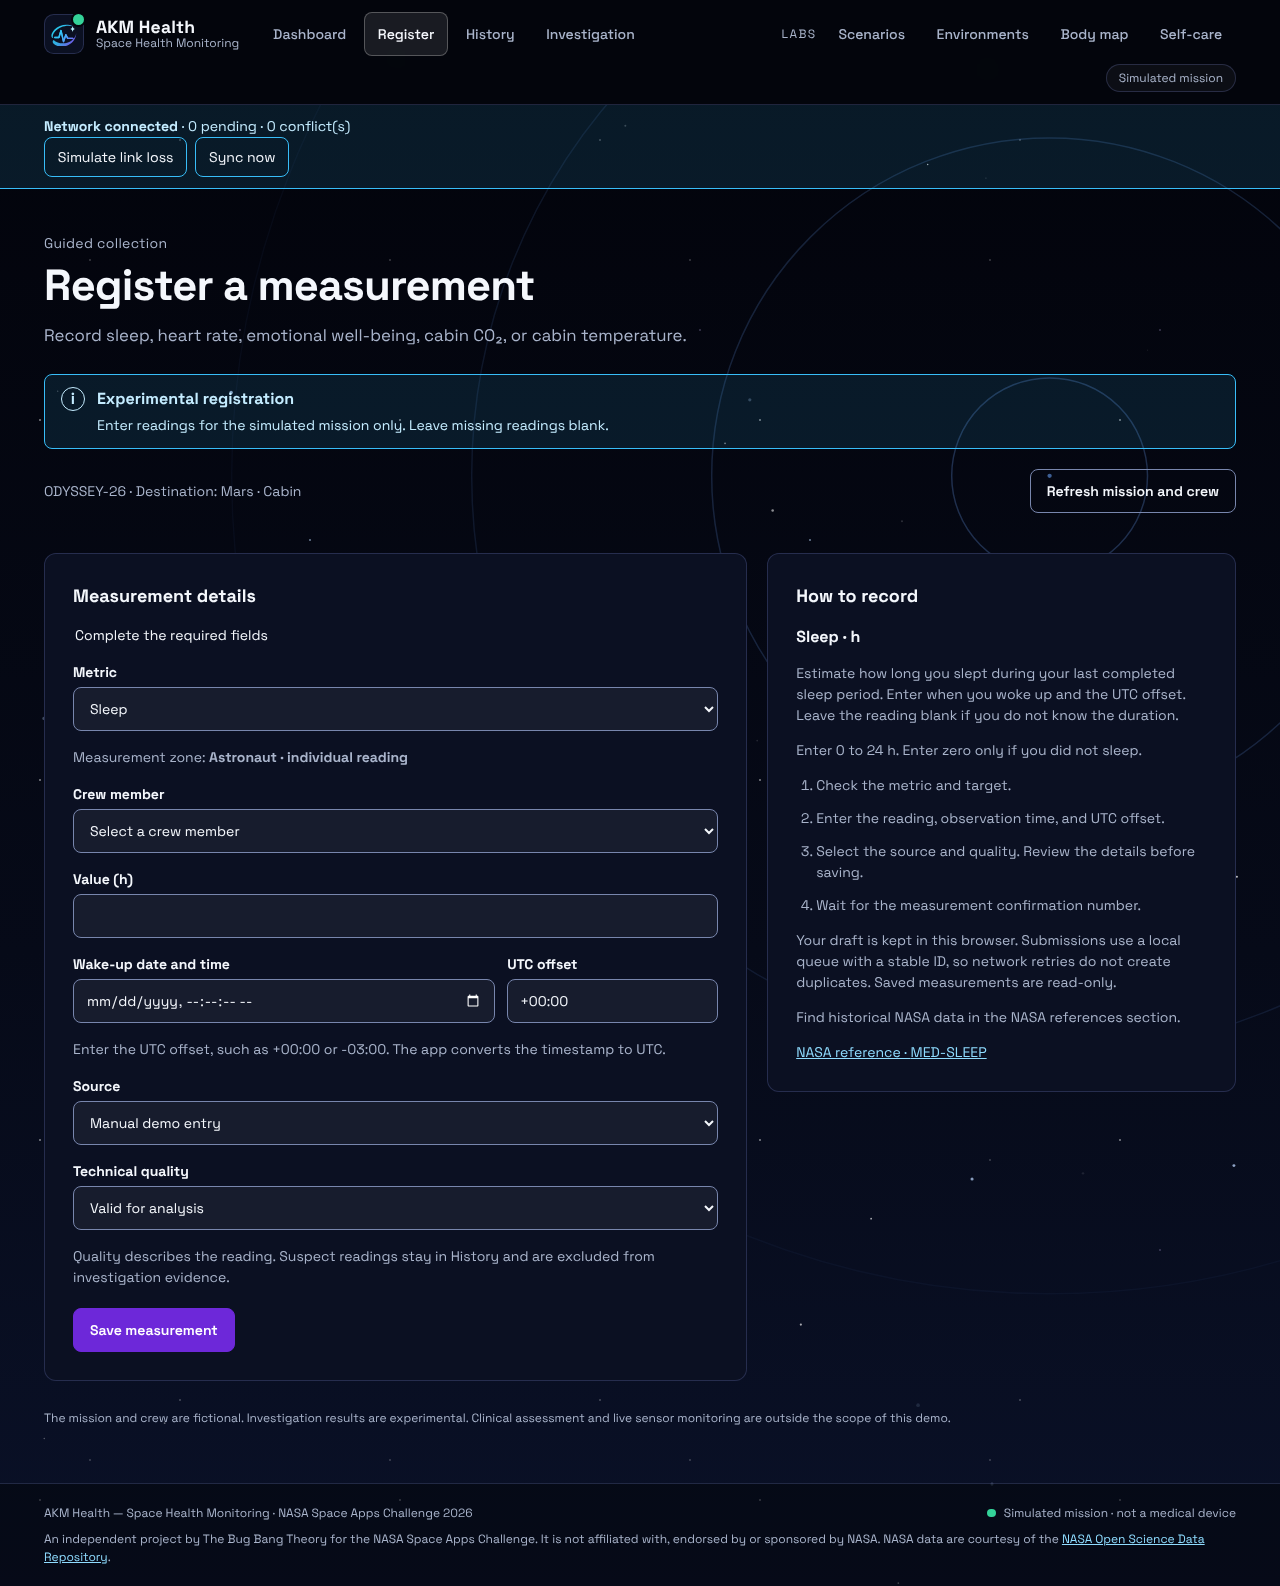 AKM Health
Space Health Monitoring
Dashboard
Register
History
Investigation
LABS
Scenarios
Environments
Body map
Self-care
Simulated mission
Network connected · 0 pending · 0 conflict(s)
Simulate link loss
Sync now
Guided collection
Register a measurement
Record sleep, heart rate, emotional well-being, cabin CO₂, or cabin temperature.
i
Experimental registration
Enter readings for the simulated mission only. Leave missing readings blank.
ODYSSEY-26 · Destination: Mars · Cabin
Refresh mission and crew
Measurement details
Complete the required fields
Metric
Sleep
Measurement zone: Astronaut · individual reading
Crew member
Select a crew member
Value (h)
Wake-up date and time
UTC offset
mm/dd/yyyy, --:--:-- --
+00:00
Enter the UTC offset, such as +00:00 or -03:00. The app converts the timestamp to UTC.
Source
Manual demo entry
Technical quality
Valid for analysis
Quality describes the reading. Suspect readings stay in History and are excluded from
investigation evidence.
Save measurement
How to record
Sleep · h
Estimate how long you slept during your last completed
sleep period. Enter when you woke up and the UTC offset.
Leave the reading blank if you do not know the duration.
Enter 0 to 24 h. Enter zero only if you did not sleep.
1. Check the metric and target.
2. Enter the reading, observation time, and UTC offset.
3. Select the source and quality. Review the details before
saving.
4. Wait for the measurement confirmation number.
Your draft is kept in this browser. Submissions use a local
queue with a stable ID, so network retries do not create
duplicates. Saved measurements are read-only.
Find historical NASA data in the NASA references section.
NASA reference · MED-SLEEP
The mission and crew are fictional. Investigation results are experimental. Clinical assessment and live sensor monitoring are outside the scope of this demo.
AKM Health — Space Health Monitoring · NASA Space Apps Challenge 2026
Simulated mission · not a medical device
An independent project by The Bug Bang Theory for the NASA Space Apps Challenge. It is not affiliated with, endorsed by or sponsored by NASA. NASA data are courtesy of the NASA Open Science Data
Repository.